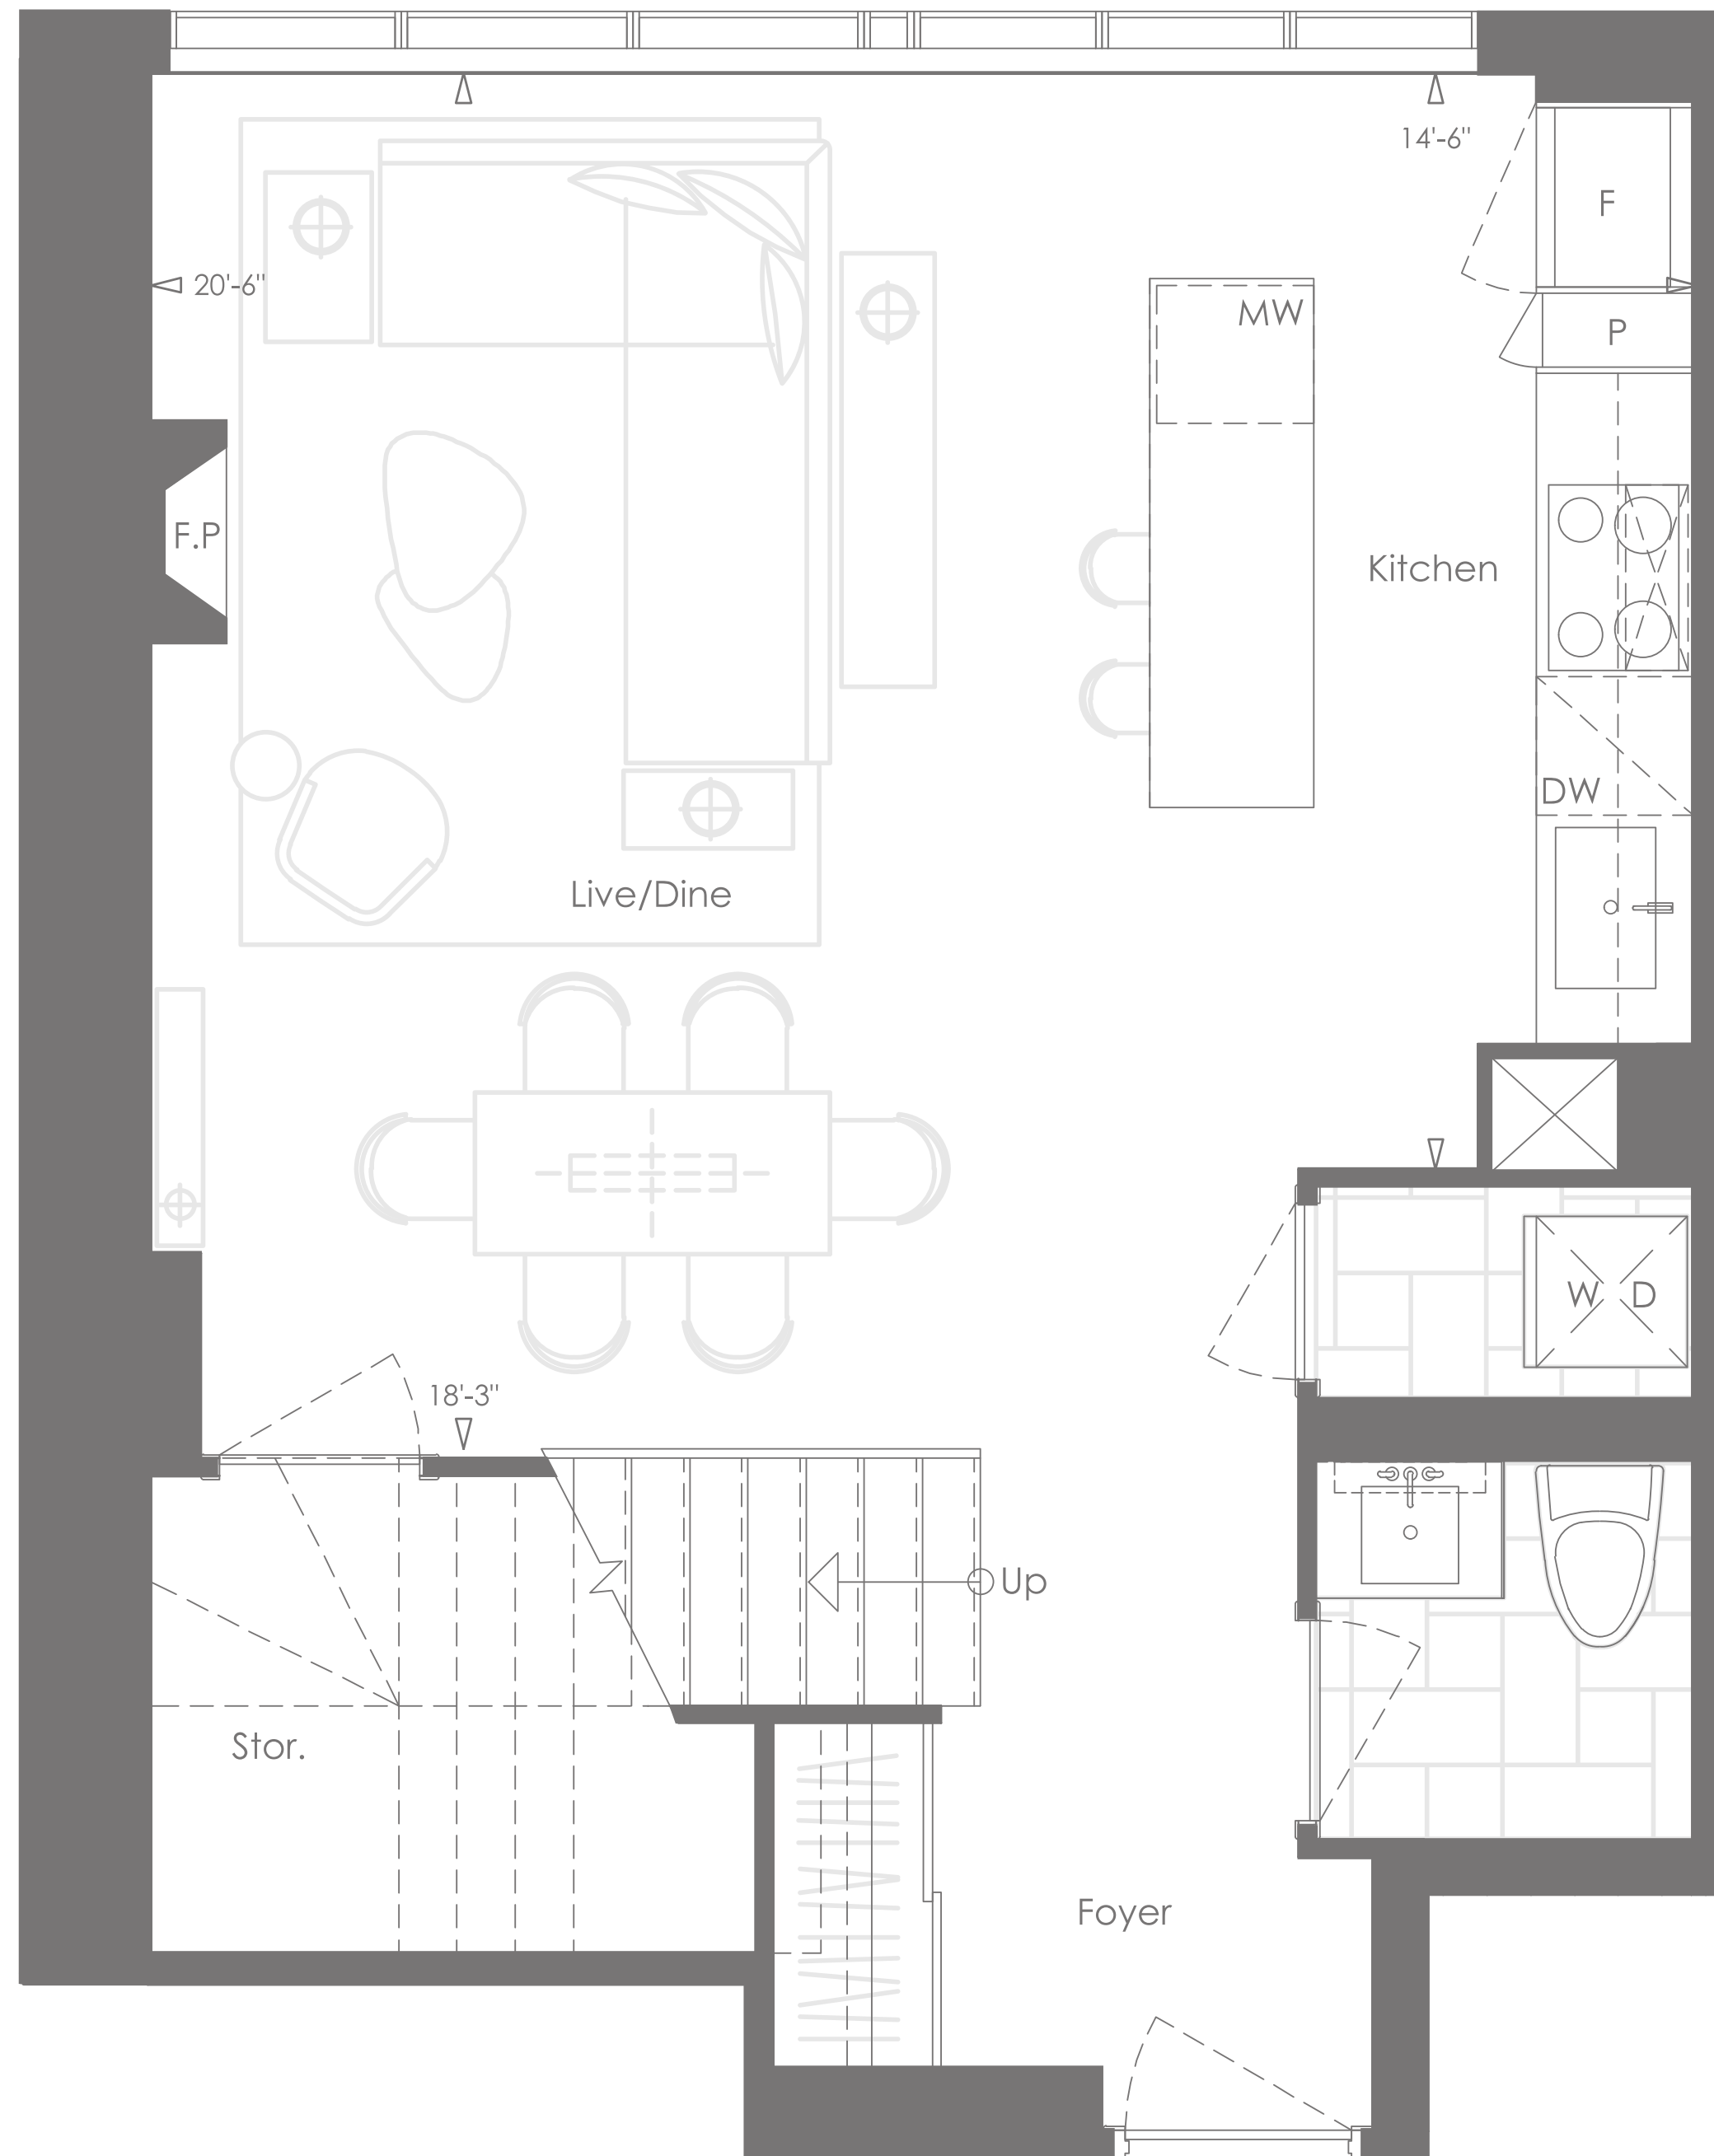 14'-6"
F
20'-6"
MW
P
F.P
Kitchen
DW
Live/Dine
W D
18'-3"
Up
Stor.
Foyer